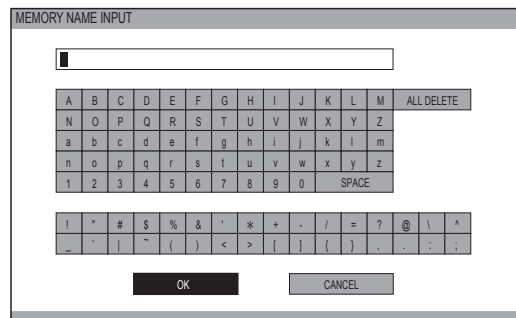 MEMORY NAME INPUT
A B C D E F G H I J K L M ALL DELETE
N O P Q R S T U V W X Y Z
a b c d e f g h i j k l m
n o p q r s t u v w x y z
1 2 3 4 5 6 7 8 9 0 SPACE
! " # $ % & ' * + - / = ? @ \ ^
_ ` | ~ ( ) < > [ ] { } , . : ;
OK CANCEL